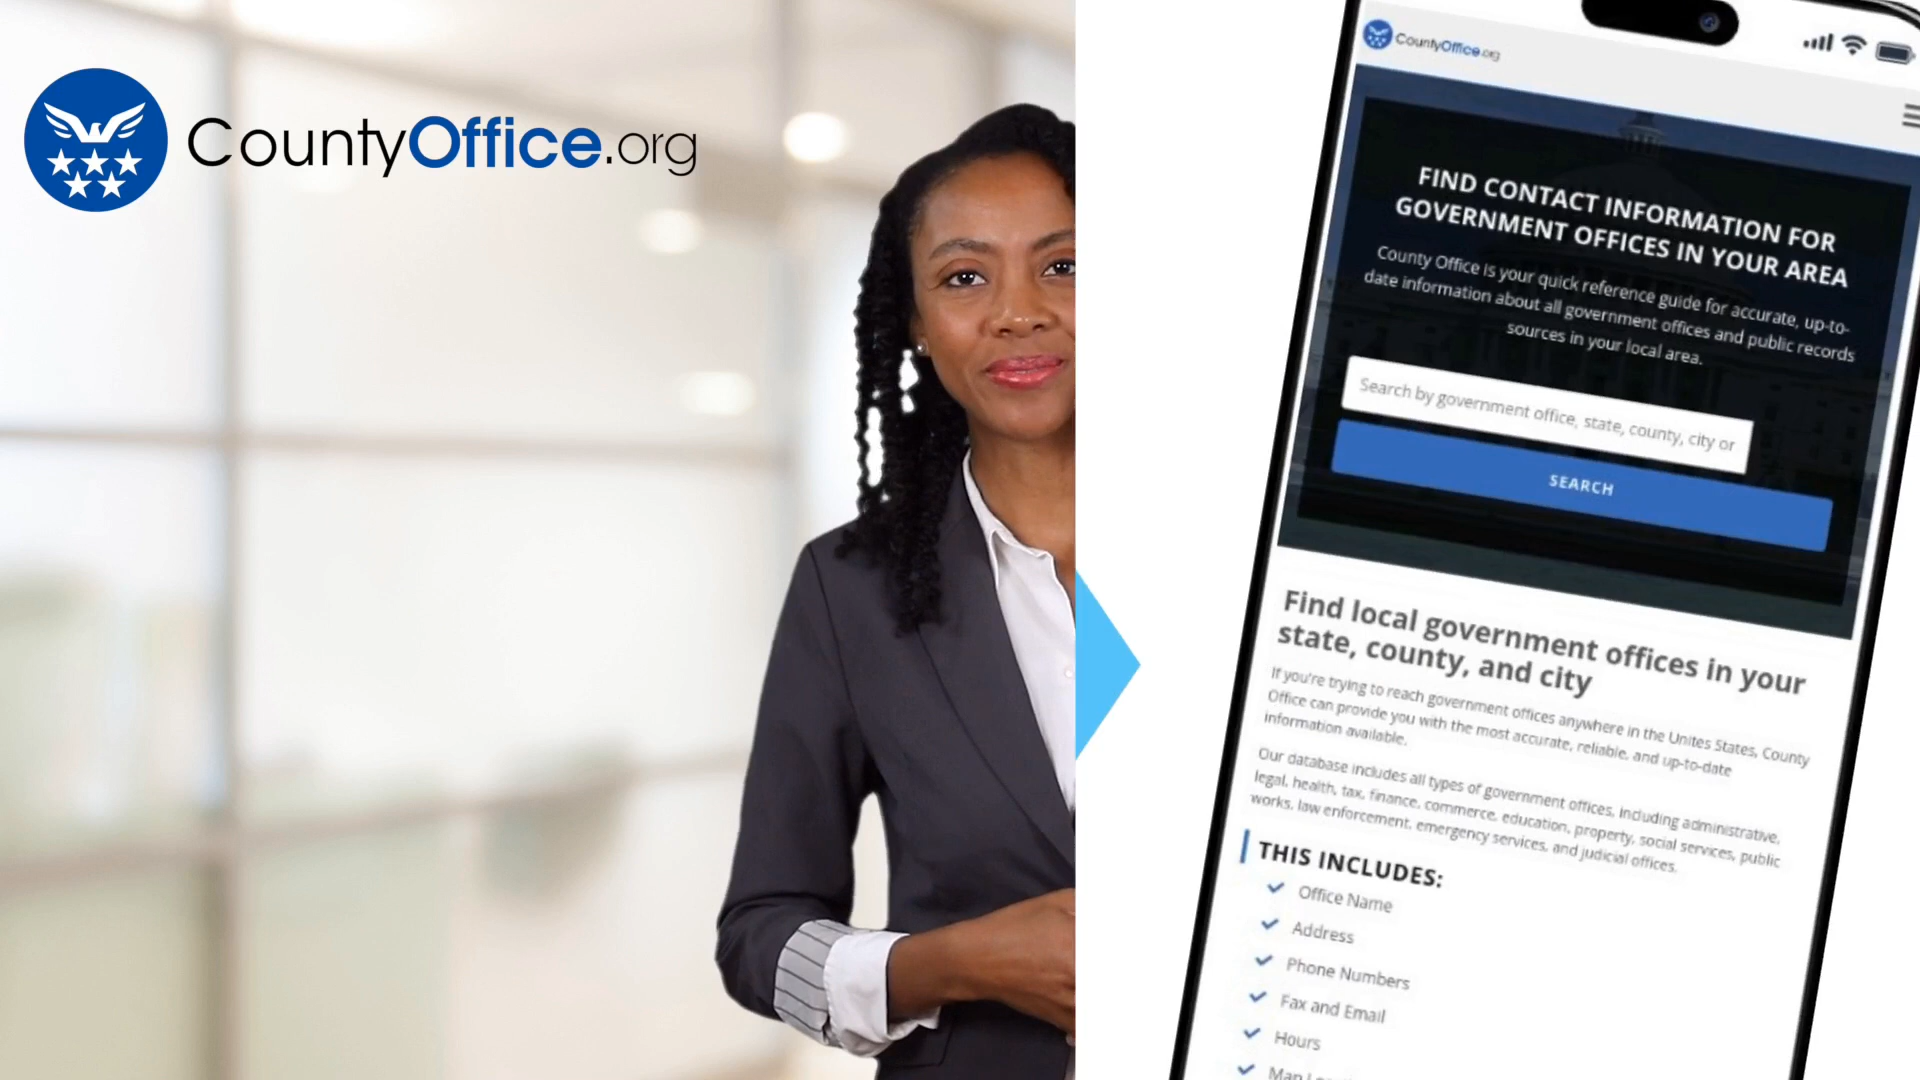 CountyOffice.org
CountyOffice.org
FIND CONTACT INFORMATION FOR
GOVERNMENT OFFICES IN YOUR AREA
County Office is your quick reference guide for accurate, up-to-
date information about all government offices and public records
sources in your local area.
Search by government office, state, county, city or
SEARCH
Find local government offices in your
state, county, and city
If you're trying to reach government offices anywhere in the Unites States, County
Office can provide you with the most accurate, reliable, and up-to-date
information available.
Our database includes all types of government offices, including administrative,
legal, health, tax, finance, commerce, education, property, social services, public
works, law enforcement, emergency services, and judicial offices.
THIS INCLUDES:
Office Name
Address
Phone Numbers
Fax and Email
Hours
Map